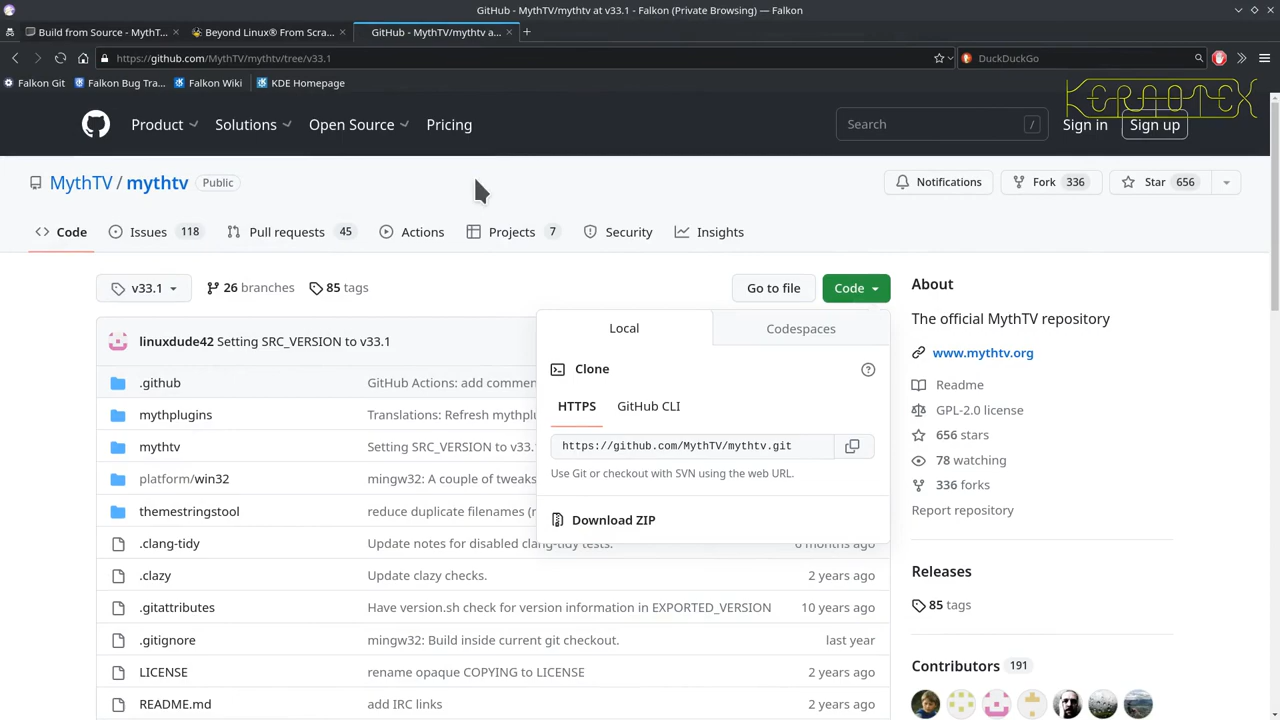 GitHub - MythTV/mythtv at v33.1 - Falkon (Private Browsing) — Falkon
Build from Source - MythT...
Beyond Linux® From Scra...
GitHub - MythTV/mythtv a...
https://github.com/MythTV/mythtv/tree/v33.1
DuckDuckGo
Falkon Git
Falkon Bug Tra...
Falkon Wiki
KDE Homepage
KERNOTEX
Product
Solutions
Open Source
Pricing
Search
/
Sign in
Sign up
MythTV / mythtv
Public
Notifications
Fork 336
Star 656
Code
Issues 118
Pull requests 45
Actions
Projects 7
Security
Insights
v33.1
26 branches
85 tags
Go to file
Code
Local
Codespaces
Clone
HTTPS
GitHub CLI
https://github.com/MythTV/mythtv.git
Use Git or checkout with SVN using the web URL.
Download ZIP
linuxdude42 Setting SRC_VERSION to v33.1
.github GitHub Actions: add commen
mythplugins Translations: Refresh mythpl
mythtv Setting SRC_VERSION to v33.
platform/win32 mingw32: A couple of tweaks
themestringstool reduce duplicate filenames (
.clang-tidy Update notes for disabled clang-tidy tests. 6 months ago
.clazy Update clazy checks. 2 years ago
.gitattributes Have version.sh check for version information in EXPORTED_VERSION 10 years ago
.gitignore mingw32: Build inside current git checkout. last year
LICENSE rename opaque COPYING to LICENSE 2 years ago
README.md add IRC links 2 years ago
About
The official MythTV repository
www.mythtv.org
Readme
GPL-2.0 license
656 stars
78 watching
336 forks
Report repository
Releases
85 tags
Contributors 191